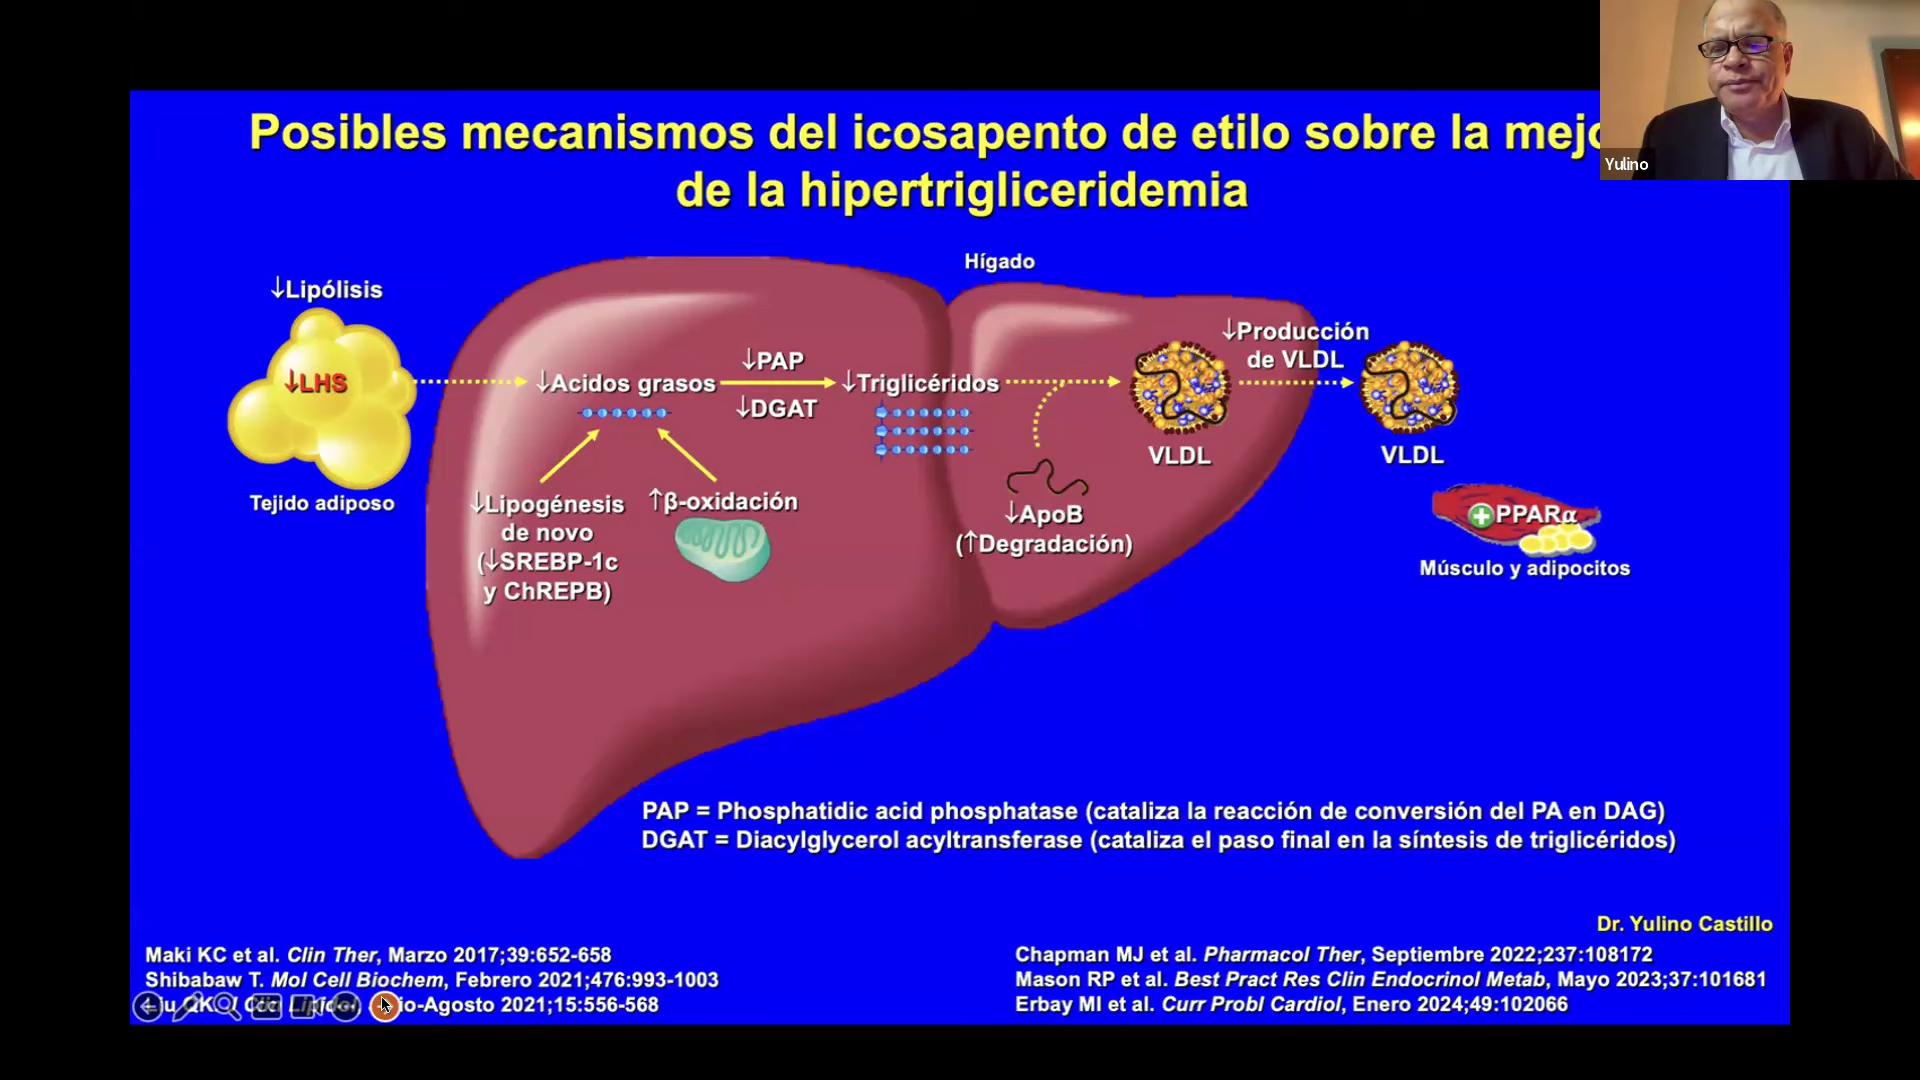 Posibles mecanismos del icosapento de etilo sobre la
de la hipertrigliceridemia
Yulino
Hígado
↓Lipólisis
↓LHS
Tejido adiposo
↓Acidos grasos
↓PAP
↓DGAT
↓Triglicéridos
↓Producción
de VLDL
VLDL
VLDL
↓Lipogénesis
de novo
(↓SREBP-1c
y ChREPB)
↑β-oxidación
↓ApoB
(↑Degradación)
PPARα
Músculo y adipocitos
PAP = Phosphatidic acid phosphatase (cataliza la reacción de conversión del PA en DAG)
DGAT = Diacylglycerol acyltransferase (cataliza el paso final en la síntesis de triglicéridos)
Dr. Yulino Castillo
Maki KC et al. Clin Ther, Marzo 2017;39:652-658
Shibabaw T. Mol Cell Biochem, Febrero 2021;476:993-1003
2021;15:556-568
Chapman MJ et al. Pharmacol Ther, Septiembre 2022;237:108172
Mason RP et al. Best Pract Res Clin Endocrinol Metab, Mayo 2023;37:101681
Erbay MI et al. Curr Probl Cardiol, Enero 2024;49:102066